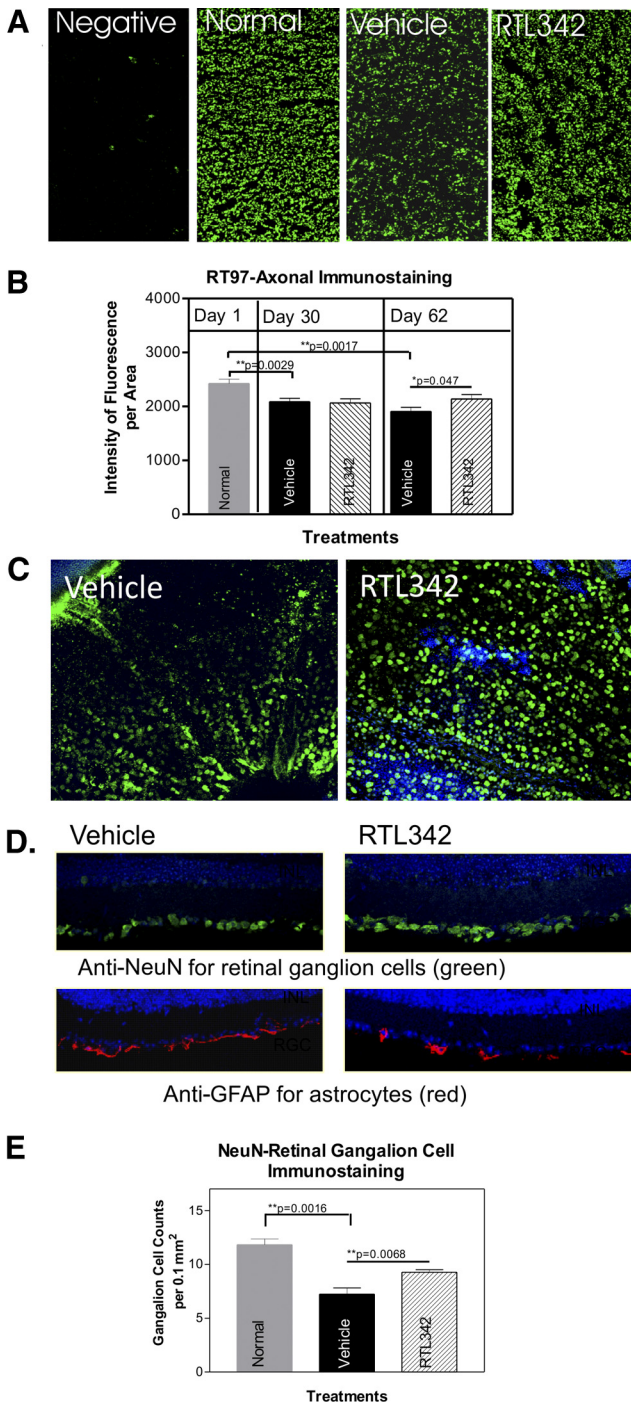 A
Negative
Normal
Vehicle
RTL342
B
RT97-Axonal Immunostaining
Intensity of Fluorescence
per Area
4000
3000
2000
1000
0
Day 1
Day 30
Day 62
**p=0.0017
**p=0.0029
*p=0.047
Normal
Vehicle
RTL342
Vehicle
RTL342
Treatments
C
Vehicle
RTL342
D.
Vehicle
RTL342
INL
Anti-NeuN for retinal ganglion cells (green)
INL
RGC
INL
Anti-GFAP for astrocytes (red)
E
NeuN-Retinal Gangalion Cell
Immunostaining
Gangalion Cell Counts
per 0.1 mm²
15
10
5
0
**p=0.0016
**p=0.0068
Normal
Vehicle
RTL342
Treatments